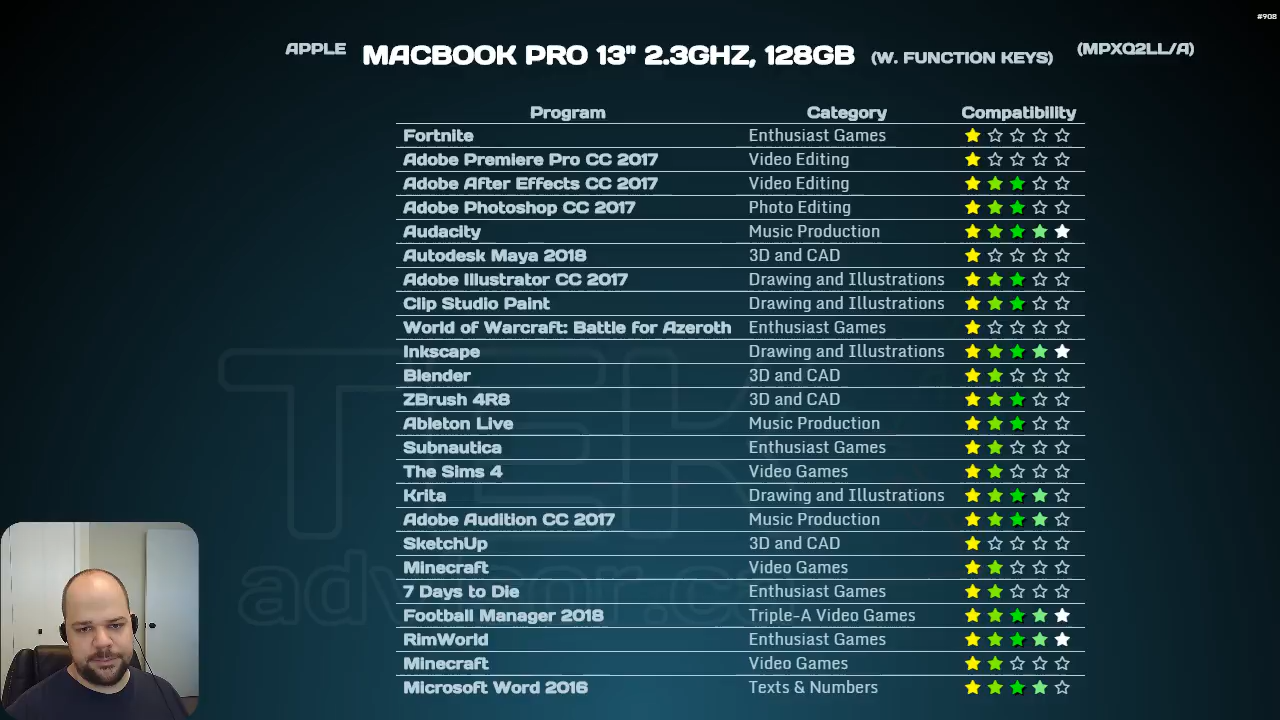 #908
APPLE MACBOOK PRO 13" 2.3GHZ, 128GB (W. FUNCTION KEYS) (MPXQ2LL/A)
Program Category Compatibility
Fortnite Enthusiast Games
Adobe Premiere Pro CC 2017 Video Editing
Adobe After Effects CC 2017 Video Editing
Adobe Photoshop CC 2017 Photo Editing
Audacity Music Production
Autodesk Maya 2018 3D and CAD
Adobe Illustrator CC 2017 Drawing and Illustrations
Clip Studio Paint Drawing and Illustrations
World of Warcraft: Battle for Azeroth Enthusiast Games
Inkscape Drawing and Illustrations
Blender 3D and CAD
ZBrush 4R8 3D and CAD
Ableton Live Music Production
Subnautica Enthusiast Games
The Sims 4 Video Games
Krita Drawing and Illustrations
Adobe Audition CC 2017 Music Production
SketchUp 3D and CAD
Minecraft Video Games
7 Days to Die Enthusiast Games
Football Manager 2018 Triple-A Video Games
RimWorld Enthusiast Games
Minecraft Video Games
Microsoft Word 2016 Texts & Numbers